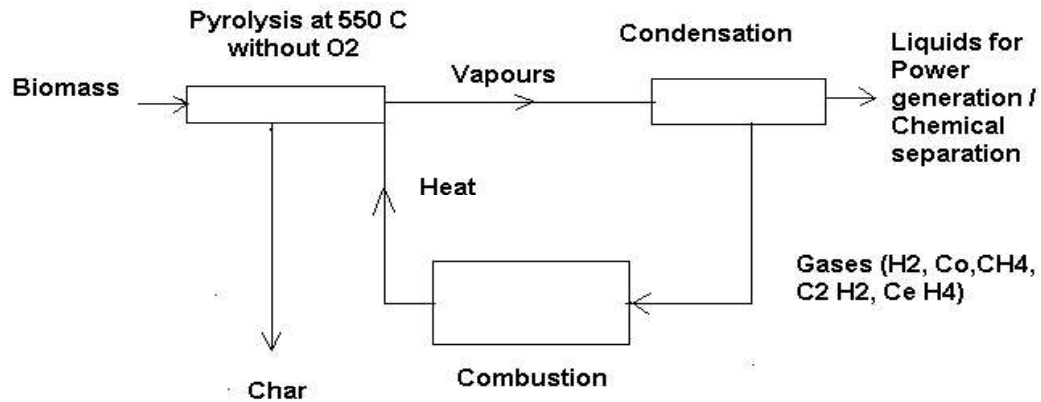 Pyrolysis at 550 C
without O2
Condensation
Liquids for
Power
generation /
Chemical
separation
Biomass
Vapours
Heat
Gases (H2, Co,CH4,
C2 H2, Ce H4)
Combustion
Char